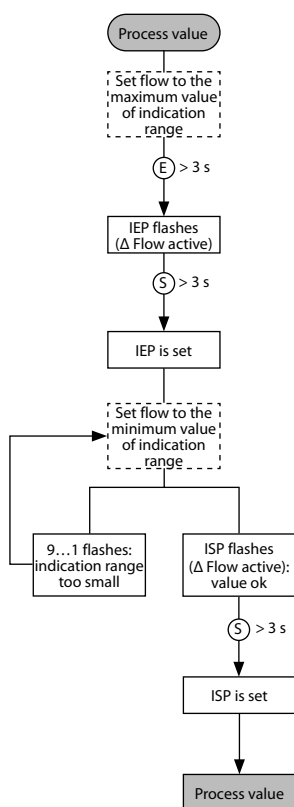 Process value
Set flow to the
maximum value
of indication
range
E > 3 s
IEP flashes
(Δ Flow active)
S > 3 s
IEP is set
Set flow to the
minimum value
of indication
range
9…1 flashes:
indication range
too small
ISP flashes
(Δ Flow active):
value ok
S > 3 s
ISP is set
Process value